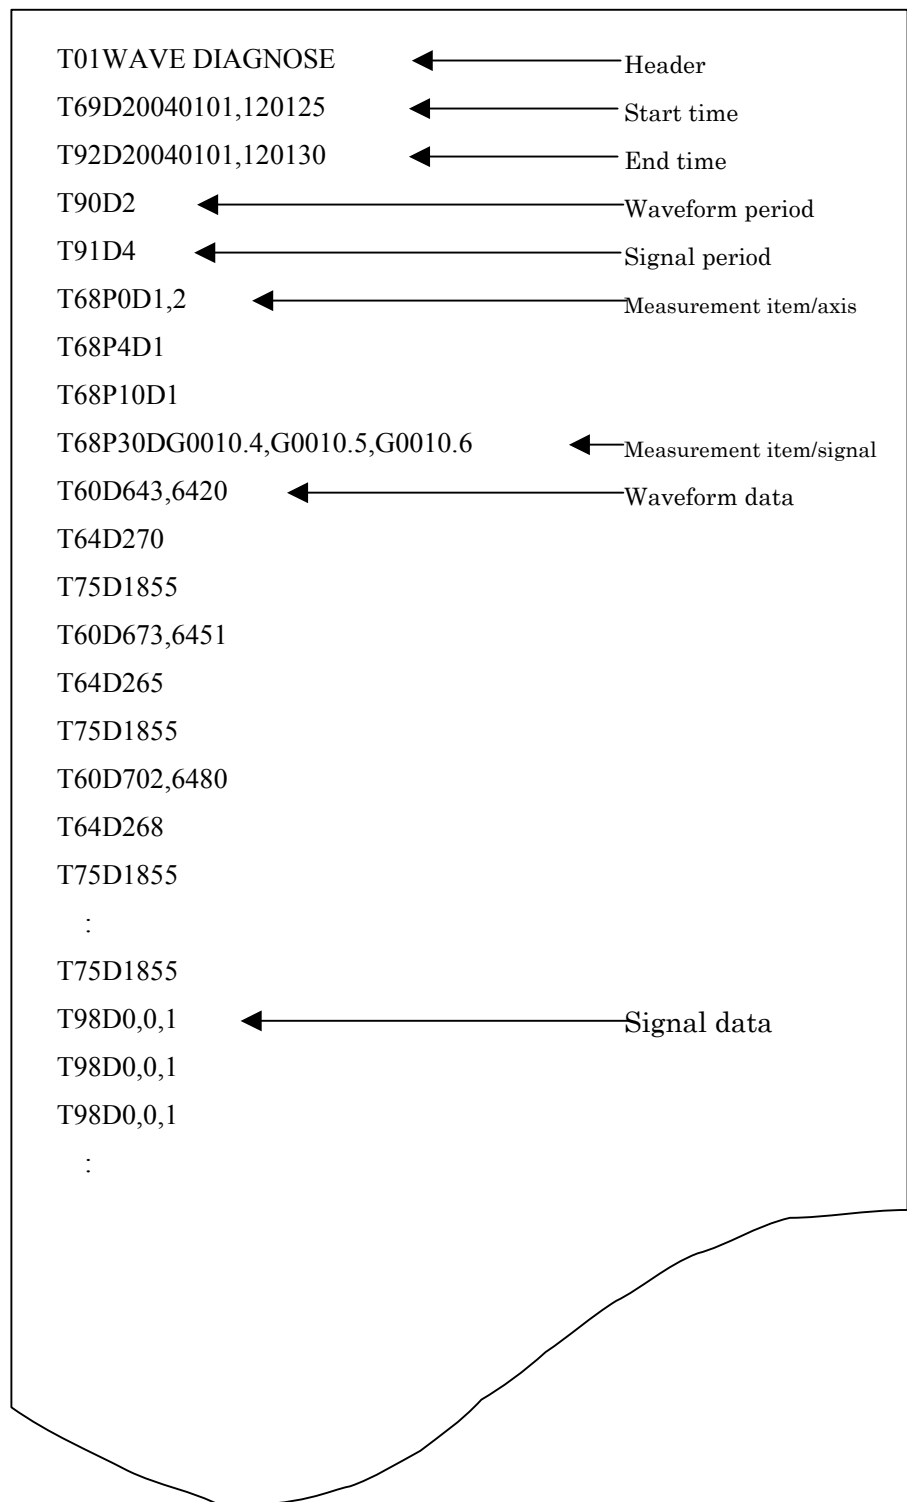 T01WAVE DIAGNOSE Header
T69D20040101,120125 Start time
T92D20040101,120130 End time
T90D2 Waveform period
T91D4 Signal period
T68P0D1,2 Measurement item/axis
T68P4D1
T68P10D1
T68P30DG0010.4,G0010.5,G0010.6 Measurement item/signal
T60D643,6420 Waveform data
T64D270
T75D1855
T60D673,6451
T64D265
T75D1855
T60D702,6480
T64D268
T75D1855
:
T75D1855
T98D0,0,1 Signal data
T98D0,0,1
T98D0,0,1
: